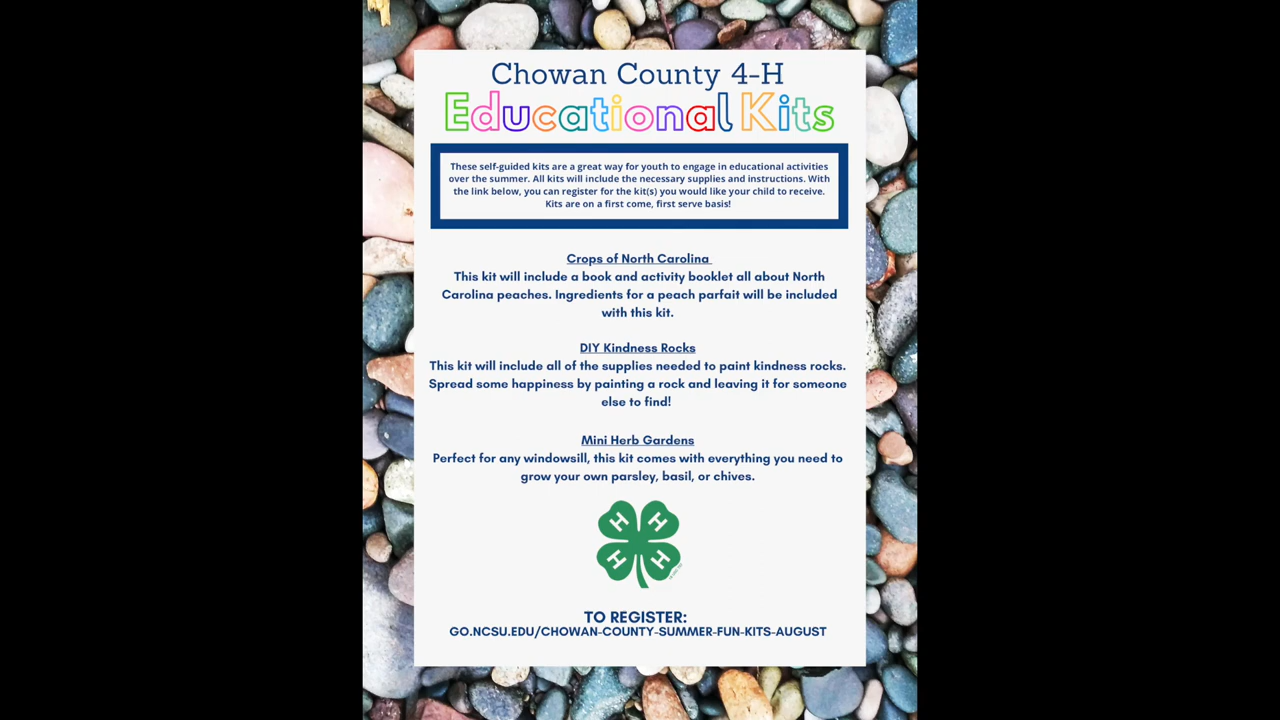 Chowan County 4-H
Educational Kits
These self-guided kits are a great way for youth to engage in educational activities
over the summer. All kits will include the necessary supplies and instructions. With
the link below, you can register for the kit(s) you would like your child to receive.
Kits are on a first come, first serve basis!
Crops of North Carolina
This kit will include a book and activity booklet all about North
Carolina peaches. Ingredients for a peach parfait will be included
with this kit.
DIY Kindness Rocks
This kit will include all of the supplies needed to paint kindness rocks.
Spread some happiness by painting a rock and leaving it for someone
else to find!
Mini Herb Gardens
Perfect for any windowsill, this kit comes with everything you need to
grow your own parsley, basil, or chives.
H H
H H
TO REGISTER:
GO.NCSU.EDU/CHOWAN-COUNTY-SUMMER-FUN-KITS-AUGUST